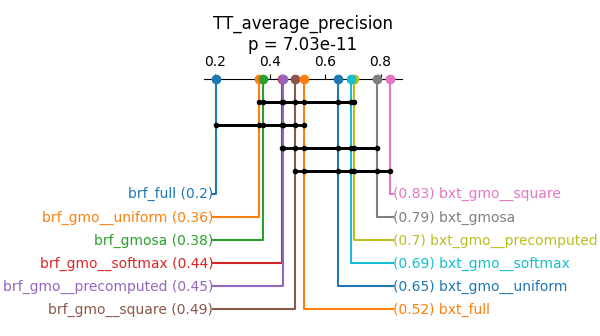 TT_average_precision
p = 7.03e-11
0.2 0.4 0.6 0.8
brf_full (0.2)
(0.83) bxt_gmo__square
brf_gmo__uniform (0.36)
(0.79) bxt_gmosa
brf_gmosa (0.38)
(0.7) bxt_gmo__precomputed
brf_gmo__softmax (0.44)
(0.69) bxt_gmo__softmax
brf_gmo__precomputed (0.45)
(0.65) bxt_gmo__uniform
brf_gmo__square (0.49)
(0.52) bxt_full